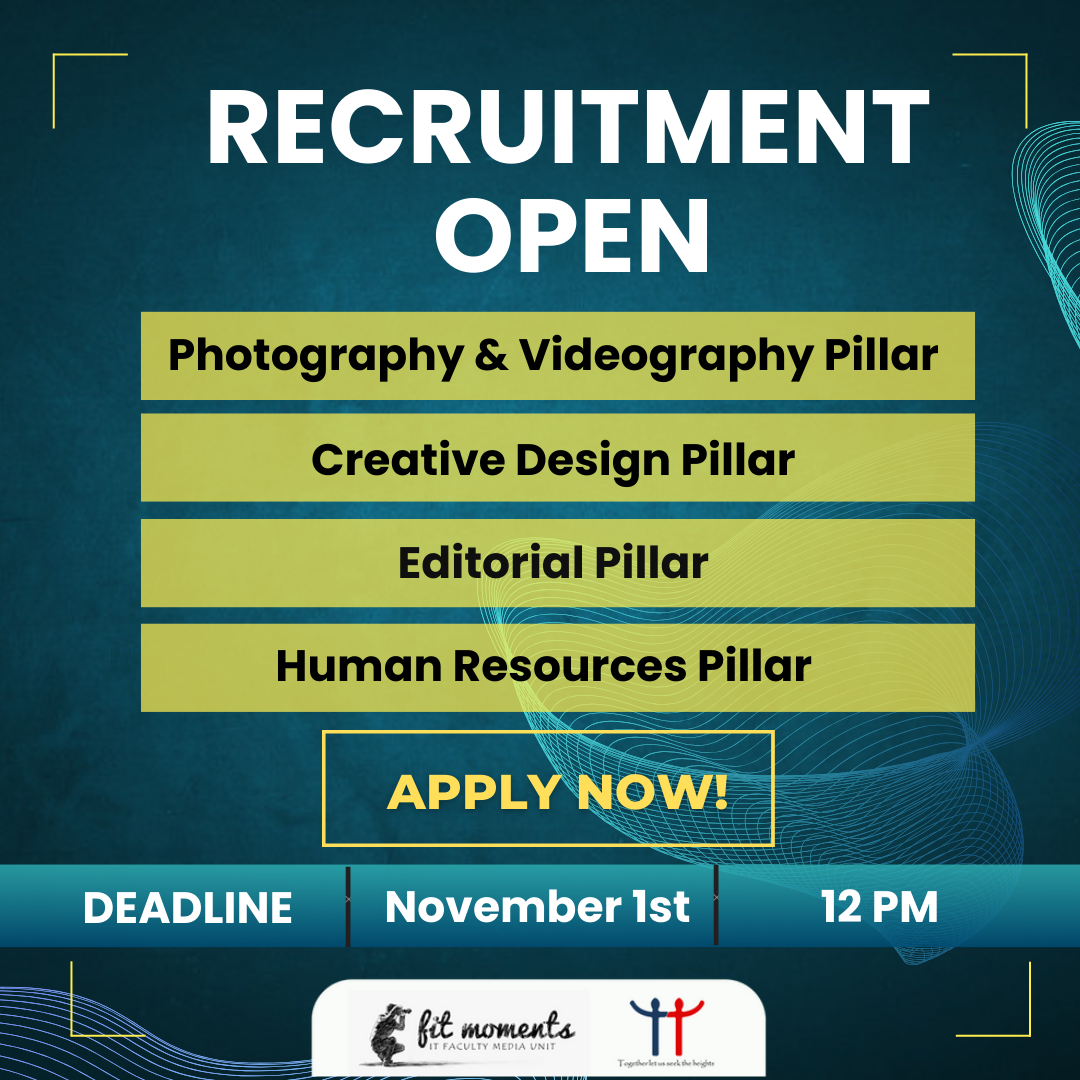 RECRUITMENT
OPEN
Photography & Videography Pillar
Creative Design Pillar
Editorial Pillar
Human Resources Pillar
APPLY NOW!
DEADLINE
November 1st
12 PM
fit moments
IT FACULTY MEDIA UNIT
Together let us seek the heights